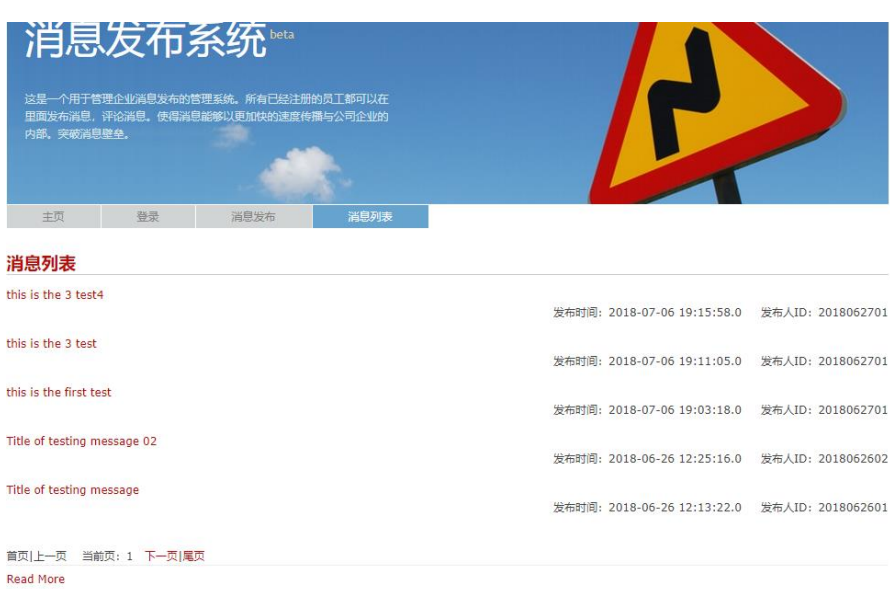 消息发布系统 beta
这是一个用于管理企业消息发布的管理系统。所有已经注册的员工都可以在
里面发布消息，评论消息。使得消息能够以更加快的速度传播与公司企业的
内部。突破消息壁垒。
主页 登录 消息发布 消息列表
消息列表
this is the 3 test4
发布时间：2018-07-06 19:15:58.0 发布人ID：2018062701
this is the 3 test
发布时间：2018-07-06 19:11:05.0 发布人ID：2018062701
this is the first test
发布时间：2018-07-06 19:03:18.0 发布人ID：2018062701
Title of testing message 02
发布时间：2018-06-26 12:25:16.0 发布人ID：2018062602
Title of testing message
发布时间：2018-06-26 12:13:22.0 发布人ID：2018062601
首页|上一页 当前页：1 下一页|尾页
Read More